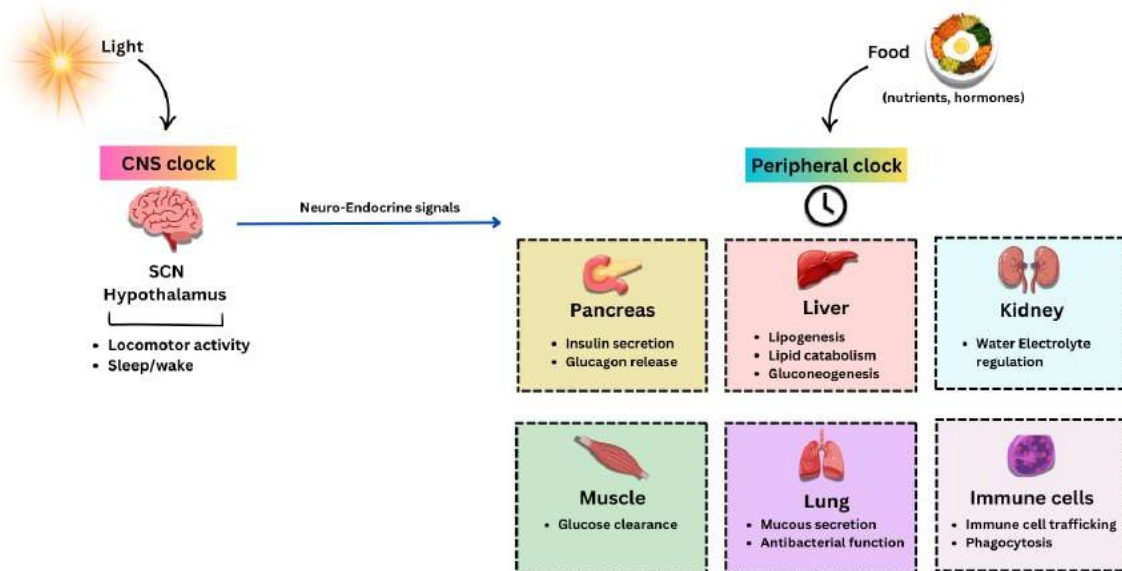 Light
Food
(nutrients, hormones)
CNS clock
Peripheral clock
Neuro-Endocrine signals
SCN
Hypothalamus
• Locomotor activity
• Sleep/wake
Pancreas
• Insulin secretion
• Glucagon release
Liver
• Lipogenesis
• Lipid catabolism
• Gluconeogenesis
Kidney
• Water Electrolyte
regulation
Muscle
• Glucose clearance
Lung
• Mucous secretion
• Antibacterial function
Immune cells
• Immune cell trafficking
• Phagocytosis